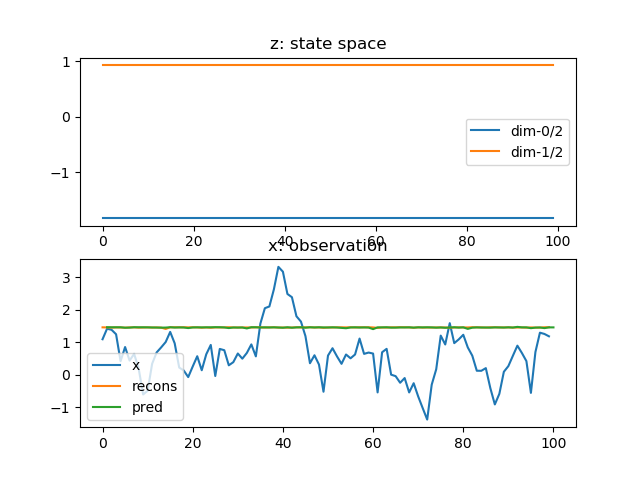 z: state space
1
0
−1
dim-0/2
dim-1/2
0 20 40 60 80 100
x: observation
3
2
1
0
−1
x
recons
pred
0 20 40 60 80 100